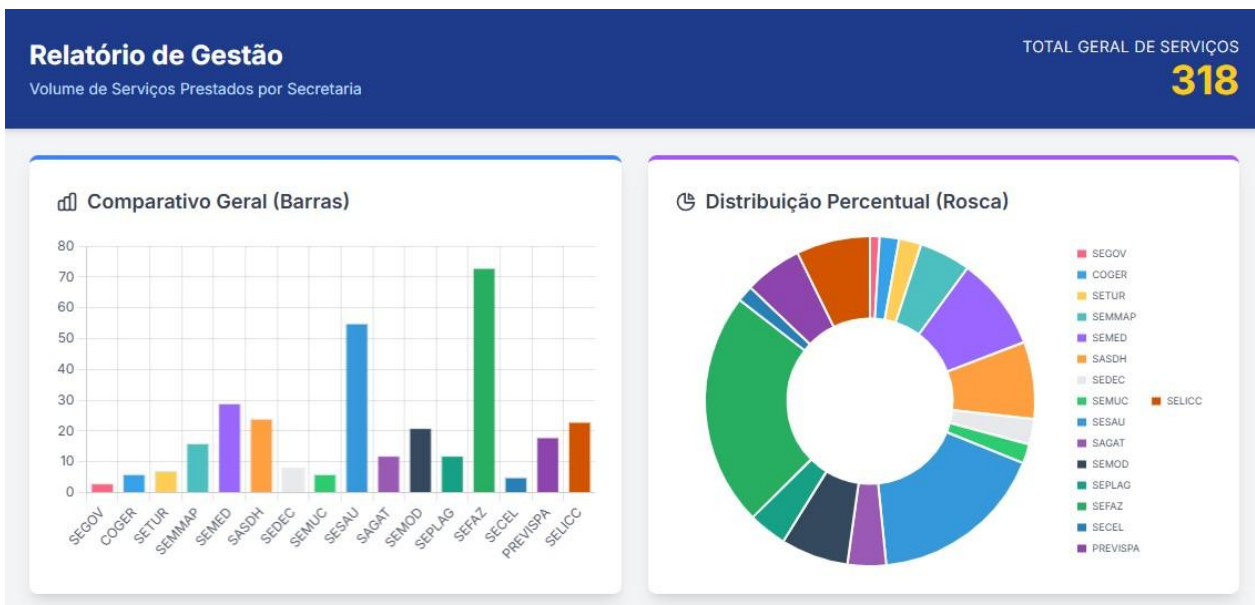 Relatório de Gestão
Volume de Serviços Prestados por Secretaria
TOTAL GERAL DE SERVIÇOS
318
Comparativo Geral (Barras)
80
70
60
50
40
30
20
10
0
SEGOV
COGER
SETUR
SEMMAP
SEMED
SASDH
SEDEC
SEMUC
SESAU
SAGAT
SEMOD
SEPLAG
SEFAZ
SECEL
PREVISPA
SELICC
Distribuição Percentual (Rosca)
SEGOV
COGER
SETUR
SEMMAP
SEMED
SASDH
SEDEC
SEMUC SELICC
SESAU
SAGAT
SEMOD
SEPLAG
SEFAZ
SECEL
PREVISPA